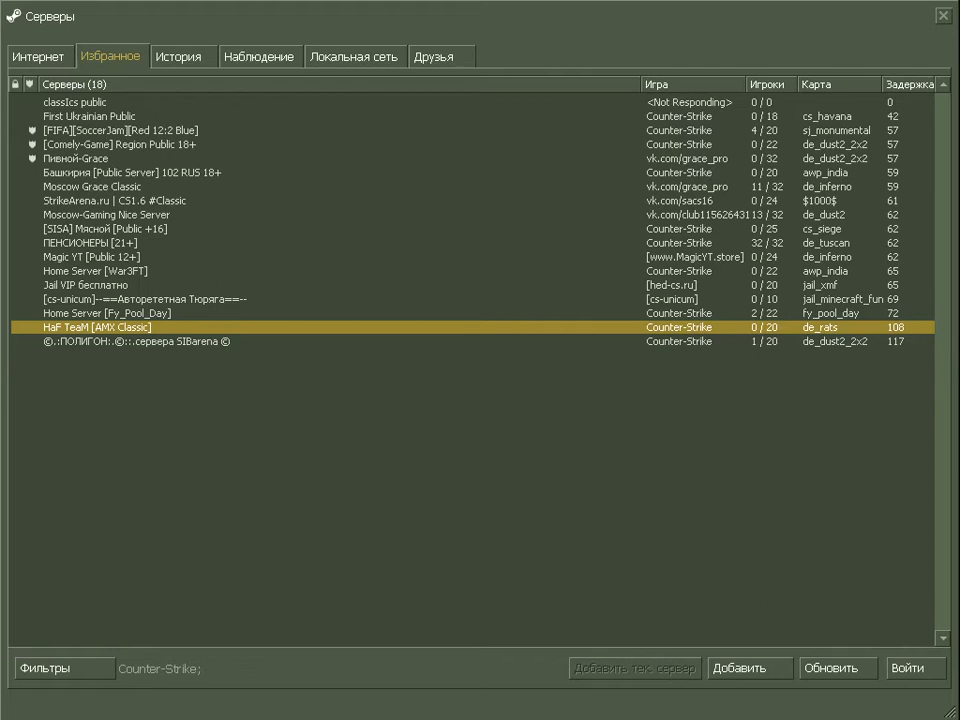 Серверы
Интернет Избранное История Наблюдение Локальная сеть Друзья
Серверы (18) Игра Игроки Карта Задержка
classIcs public <Not Responding> 0 / 0 0
First Ukrainian Public Counter-Strike 0 / 18 cs_havana 42
[FIFA][SoccerJam][Red 12:2 Blue] Counter-Strike 4 / 20 sj_monumental 57
[Comely-Game] Region Public 18+ Counter-Strike 0 / 22 de_dust2_2x2 57
Пивной-Grace vk.com/grace_pro 0 / 32 de_dust2_2x2 57
Башкирия [Public Server] 102 RUS 18+ Counter-Strike 0 / 20 awp_india 59
Moscow Grace Classic vk.com/grace_pro 11 / 32 de_inferno 59
StrikeArena.ru | CS1.6 #Classic vk.com/sacs16 0 / 24 $1000$ 61
Moscow-Gaming Nice Server vk.com/club115626431 13 / 32 de_dust2 62
[SISA] Мясной [Public +16] Counter-Strike 0 / 25 cs_siege 62
ПЕНСИОНЕРЫ [21+] Counter-Strike 32 / 32 de_tuscan 62
Magic YT [Public 12+] [www.MagicYT.store] 0 / 24 de_inferno 62
Home Server [War3FT] Counter-Strike 0 / 22 awp_india 65
Jail VIP бесплатно [hed-cs.ru] 0 / 20 jail_xmf 65
[cs-unicum]--==Авторететная Тюряга==-- [cs-unicum] 0 / 10 jail_minecraft_fun 69
Home Server [Fy_Pool_Day] Counter-Strike 2 / 22 fy_pool_day 72
HaF TeaM [AMX Classic] Counter-Strike 0 / 20 de_rats 108
©.:ПОЛИГОН:.©::.сервера SIBarena © Counter-Strike 1 / 20 de_dust2_2x2 117
Фильтры Counter-Strike; Добавить тек. сервер Добавить Обновить Войти